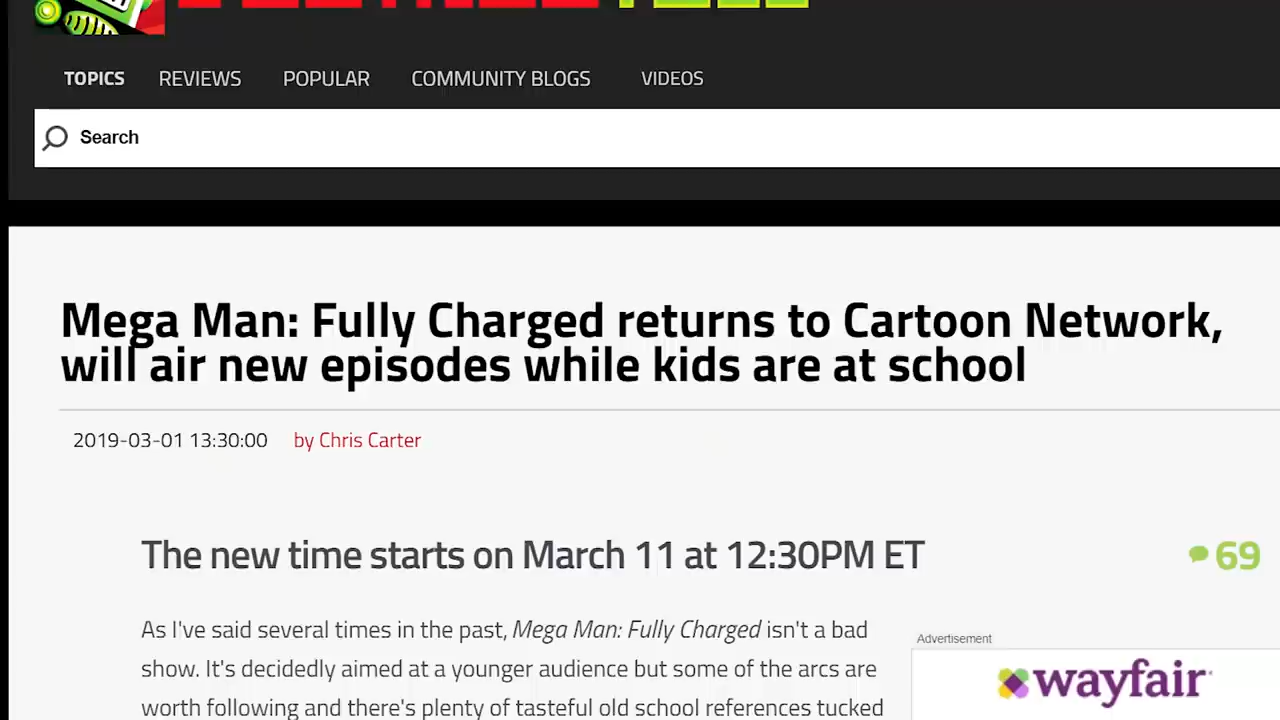 TOPICS REVIEWS POPULAR COMMUNITY BLOGS VIDEOS
Search
Mega Man: Fully Charged returns to Cartoon Network,
will air new episodes while kids are at school
2019-03-01 13:30:00 by Chris Carter
The new time starts on March 11 at 12:30PM ET
69
As I've said several times in the past, Mega Man: Fully Charged isn't a bad
show. It's decidedly aimed at a younger audience but some of the arcs are
worth following and there's plenty of tasteful old school references tucked
Advertisement
wayfair